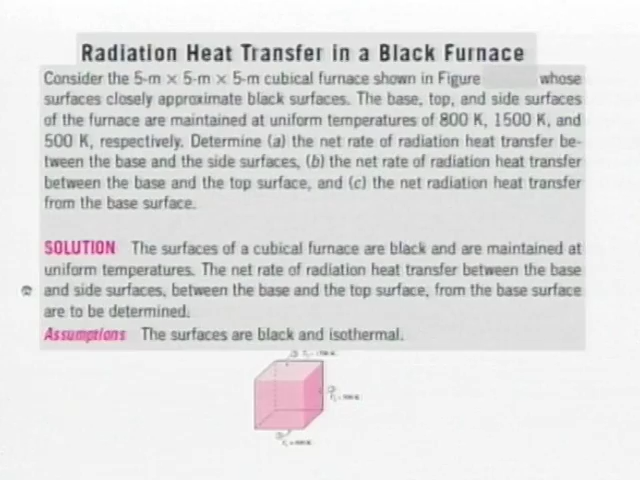 Radiation Heat Transfer in a Black Furnace
Consider the 5-m × 5-m × 5-m cubical furnace shown in Figure whose
surfaces closely approximate black surfaces. The base, top, and side surfaces
of the furnace are maintained at uniform temperatures of 800 K, 1500 K, and
500 K, respectively. Determine (a) the net rate of radiation heat transfer be-
tween the base and the side surfaces, (b) the net rate of radiation heat transfer
between the base and the top surface, and (c) the net radiation heat transfer
from the base surface.
SOLUTION The surfaces of a cubical furnace are black and are maintained at
uniform temperatures. The net rate of radiation heat transfer between the base
and side surfaces, between the base and the top surface, from the base surface
are to be determined.
Assumptions The surfaces are black and isothermal.